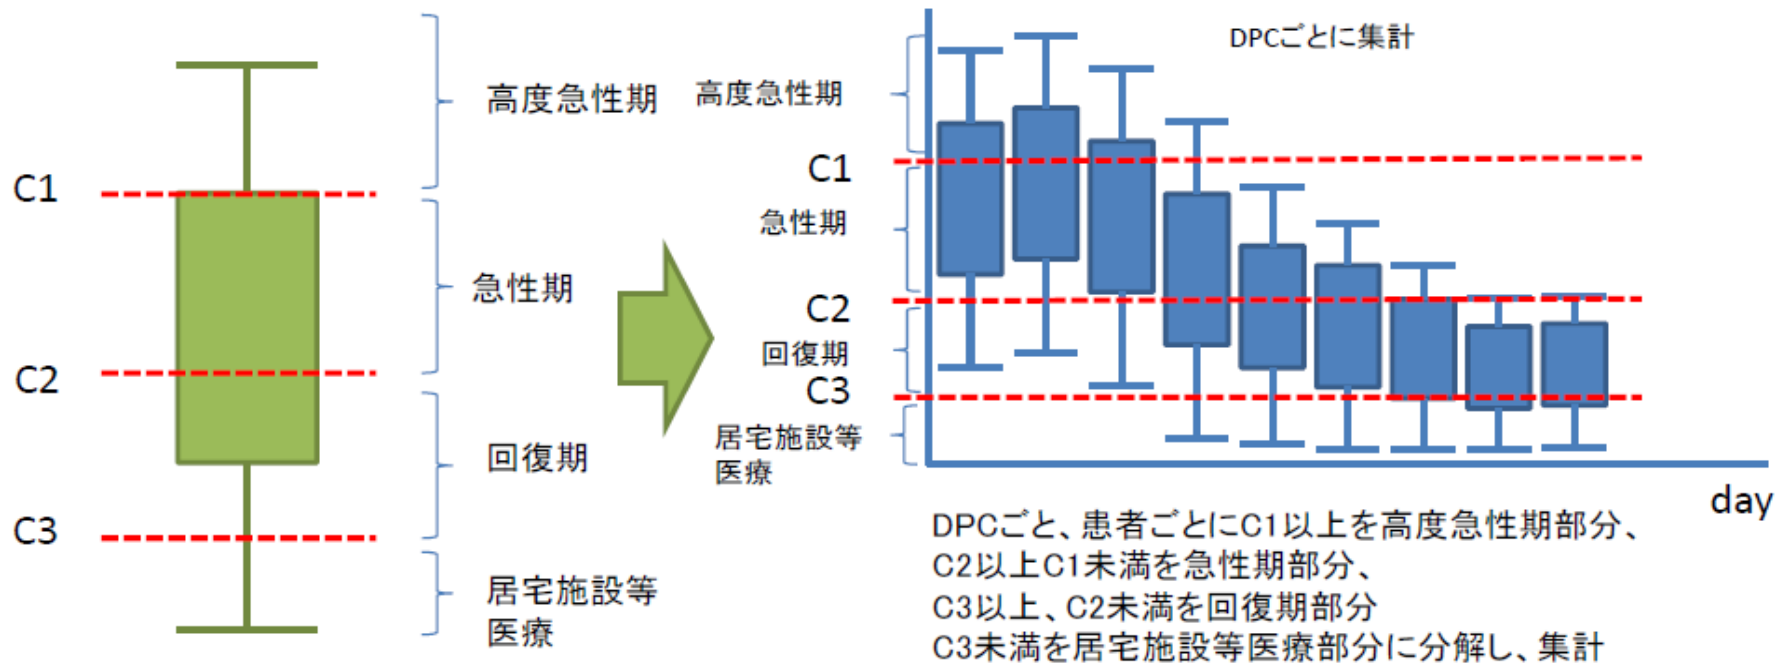 C1
C2
C3
高度急性期
急性期
回復期
居宅施設等
医療
DPCごとに集計
高度急性期
C1
急性期
C2
回復期
C3
居宅施設等
医療
day
DPCごと、患者ごとにC1以上を高度急性期部分、
C2以上C1未満を急性期部分、
C3以上、C2未満を回復期部分
C3未満を居宅施設等医療部分に分解し、集計